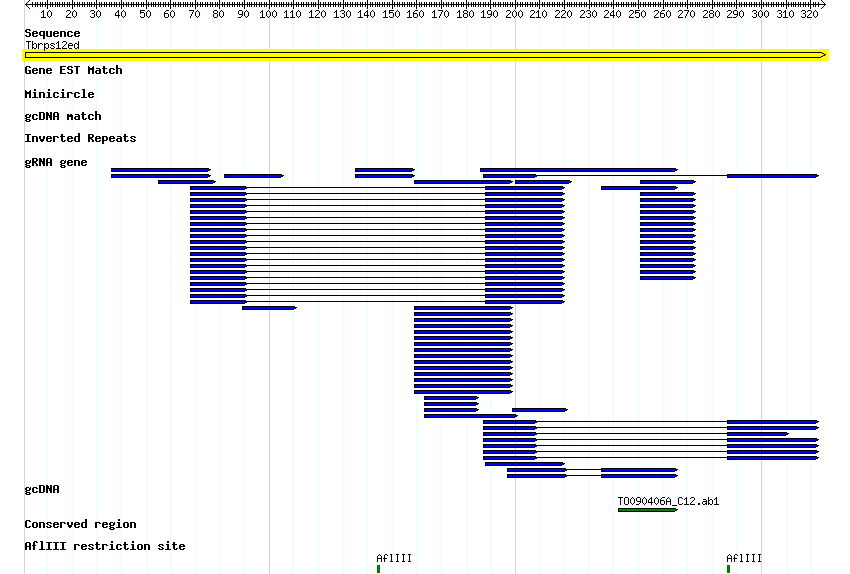 10 20 30 40 50 60 70 80 90 100 110 120 130 140 150 160 170 180 190 200 210 220 230 240 250 260 270 280 290 300 310 320
Sequence
Tbrps12ed
Gene EST Match
Minicircle
gcDNA match
Inverted Repeats
gRNA gene
gcDNA
TO090406A_C12.ab1
Conserved region
AflIII restriction site
AflIII AflIII